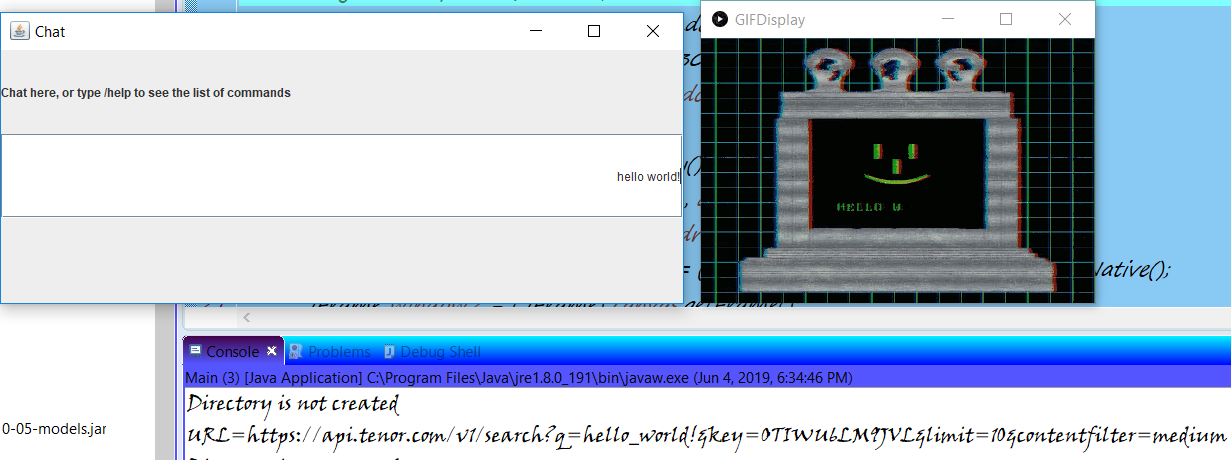 Chat
GIFDisplay
Chat here, or type /help to see the list of commands
hello world!
HELLO W
Native();
Console
Problems
Debug Shell
Main (3) [Java Application] C:\Program Files\Java\jre1.8.0_191\bin\javaw.exe (Jun 4, 2019, 6:34:46 PM)
Directory is not created
0-05-models.jar
URL=https://api.tenor.com/v1/search?q=hello_world!&key=0TIWU6LM9JVL&limit=10&contentfilter=medium